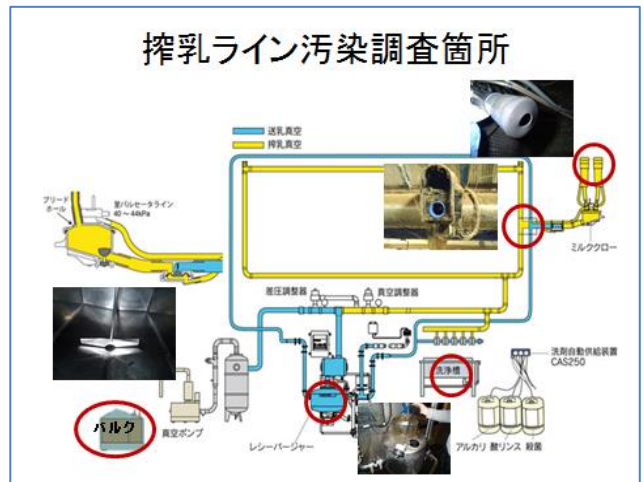 搾乳ライン汚染調査箇所
送乳真空
搾乳真空
ブリード
ホール
至パルセータライン
40～44kPa
ミルククロー
差圧調整器
真空調整器
洗剤自動供給装置
CAS250
洗浄槽
バルク
真空ポンプ
レシーバージャー
アルカリ 酸リンス 殺菌